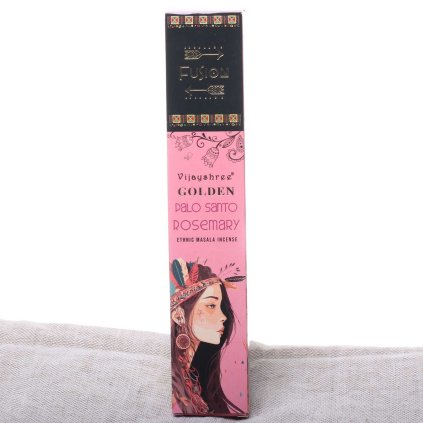 Fusion
Vijayshree®
GOLDEN
Palo Santo
Rosemary
ETHNIC MASALA INCENSE